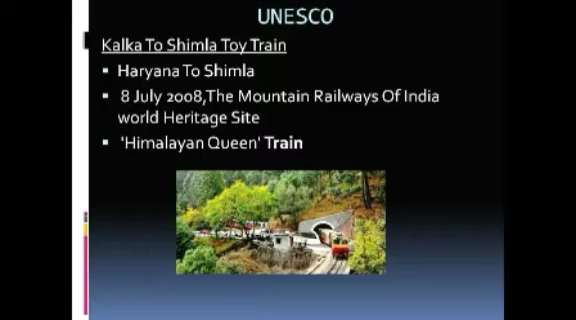 UNESCO
Kalka To Shimla Toy Train
Haryana To Shimla
8 July 2008,The Mountain Railways Of India
world Heritage Site
'Himalayan Queen' Train